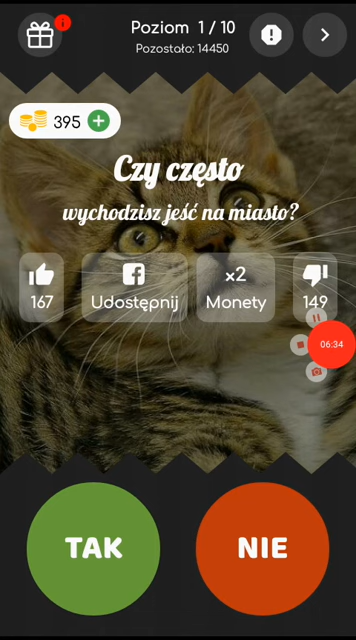 Poziom 1 / 10
Pozostało: 14450
395
Czy często
wychodzisz jeść na miasto?
167
Udostępnij
×2
Monety
149
06:34
TAK
NIE